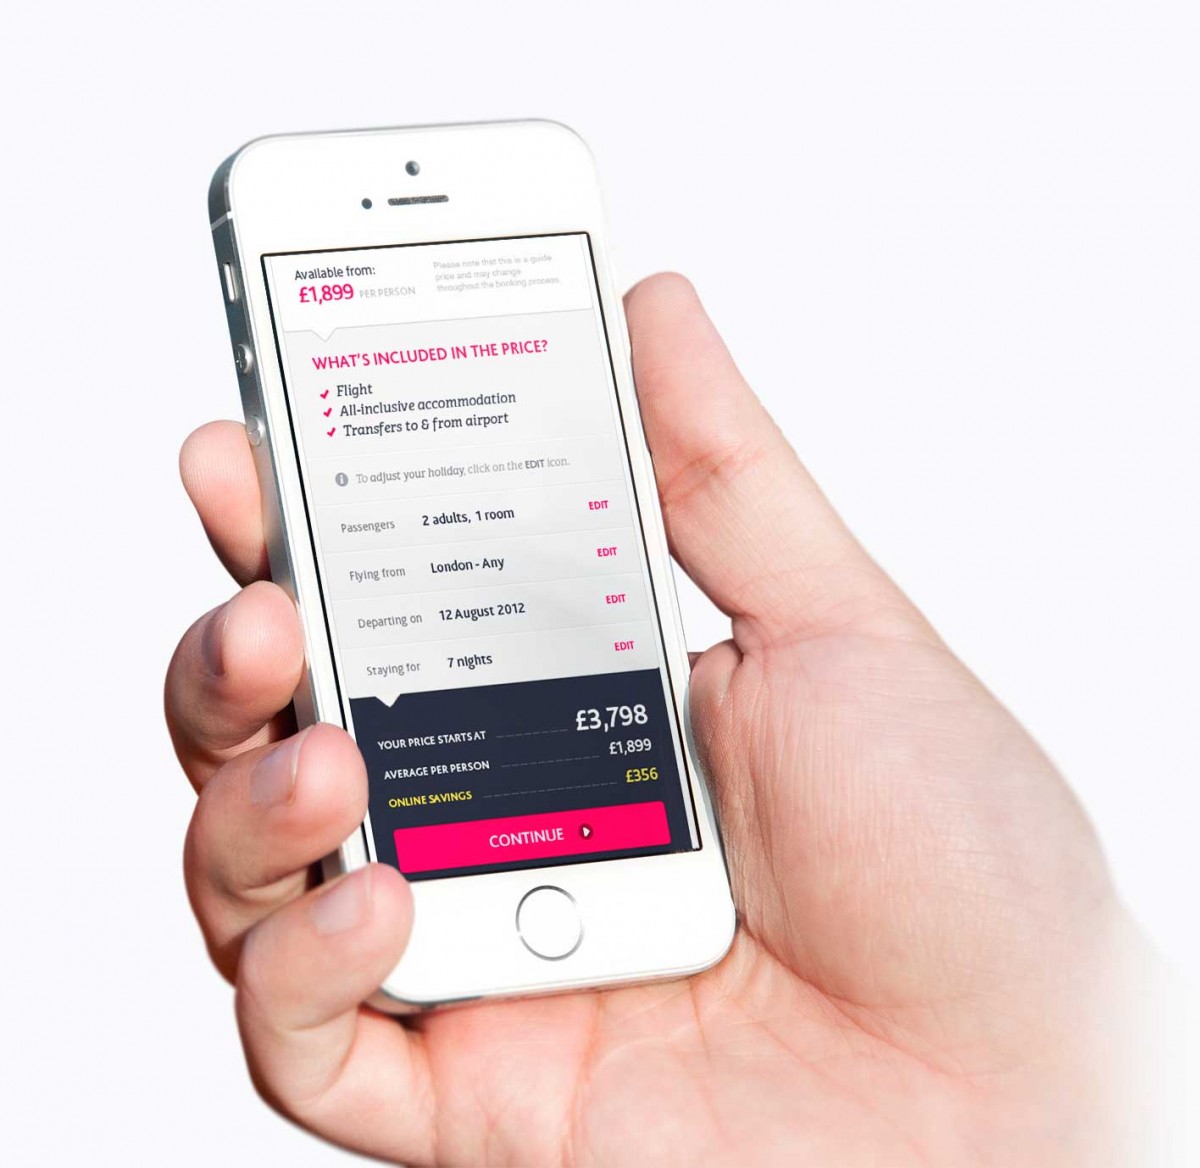 Available from:
£1,899 PER PERSON
Please note that this is a guide
price and may change
throughout the booking process.
WHAT'S INCLUDED IN THE PRICE?
Flight
All-inclusive accommodation
Transfers to & from airport
To adjust your holiday, click on the EDIT icon.
Passengers 2 adults, 1 room EDIT
Flying from London - Any EDIT
Departing on 12 August 2012 EDIT
Staying for 7 nights EDIT
YOUR PRICE STARTS AT £3,798
AVERAGE PER PERSON £1,899
ONLINE SAVINGS £356
CONTINUE